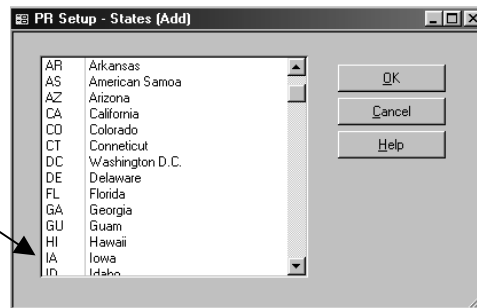 PR Setup - States (Add)
AR Arkansas
AS American Samoa
AZ Arizona
CA California
CO Colorado
CT Conneticut
DC Washington D.C.
DE Delaware
FL Florida
GA Georgia
GU Guam
HI Hawaii
IA Iowa
ID Idaho
OK
Cancel
Help